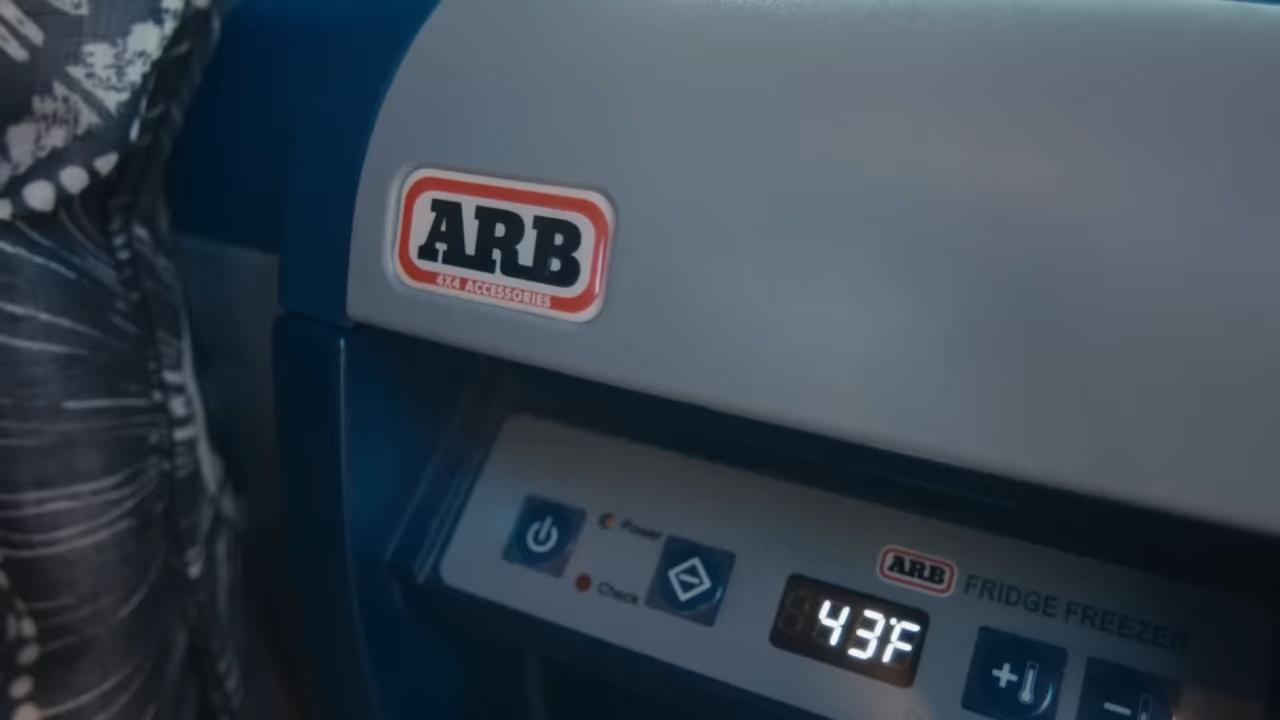 ARB
4X4 ACCESSORIES
Power
Check
ARB FRIDGE FREEZER
43°F